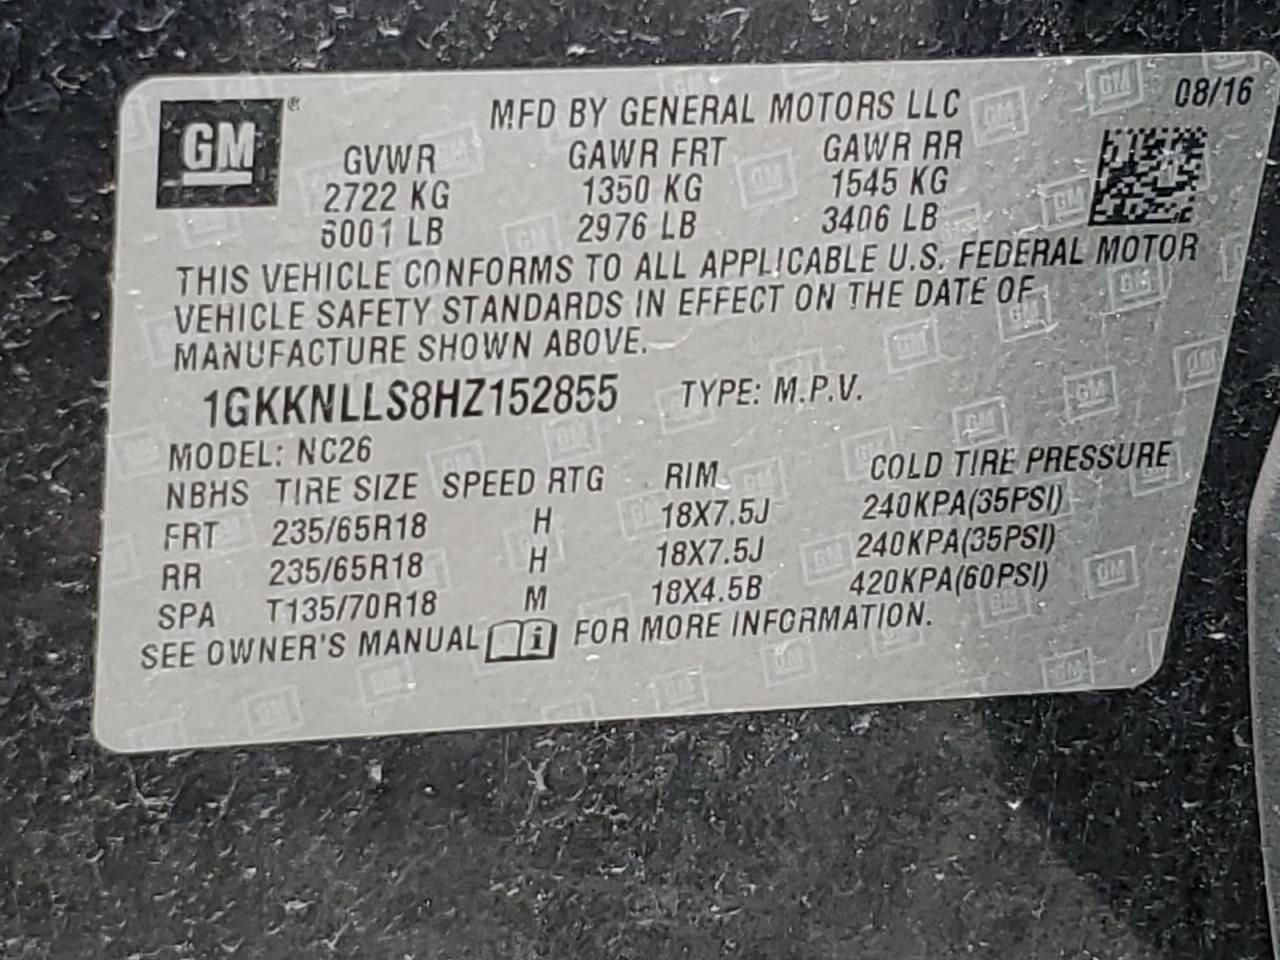 GM ®
MFD BY GENERAL MOTORS LLC 08/16
GVWR GAWR FRT GAWR RR
2722 KG 1350 KG 1545 KG
6001 LB 2976 LB 3406 LB
THIS VEHICLE CONFORMS TO ALL APPLICABLE U.S. FEDERAL MOTOR
VEHICLE SAFETY STANDARDS IN EFFECT ON THE DATE OF
MANUFACTURE SHOWN ABOVE.
1GKKNLLS8HZ152855 TYPE: M.P.V.
MODEL: NC26
NBHS TIRE SIZE SPEED RTG RIM COLD TIRE PRESSURE
FRT 235/65R18 H 18X7.5J 240KPA(35PSI)
RR 235/65R18 H 18X7.5J 240KPA(35PSI)
SPA T135/70R18 M 18X4.5B 420KPA(60PSI)
SEE OWNER'S MANUAL i FOR MORE INFORMATION.